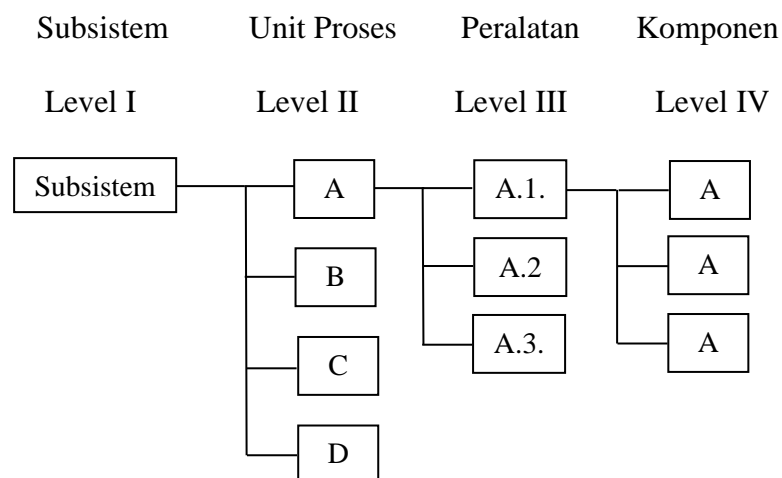 Subsistem Unit Proses Peralatan Komponen
Level I Level II Level III Level IV
Subsistem A A.1. A
B A.2 A
C A.3. A
D